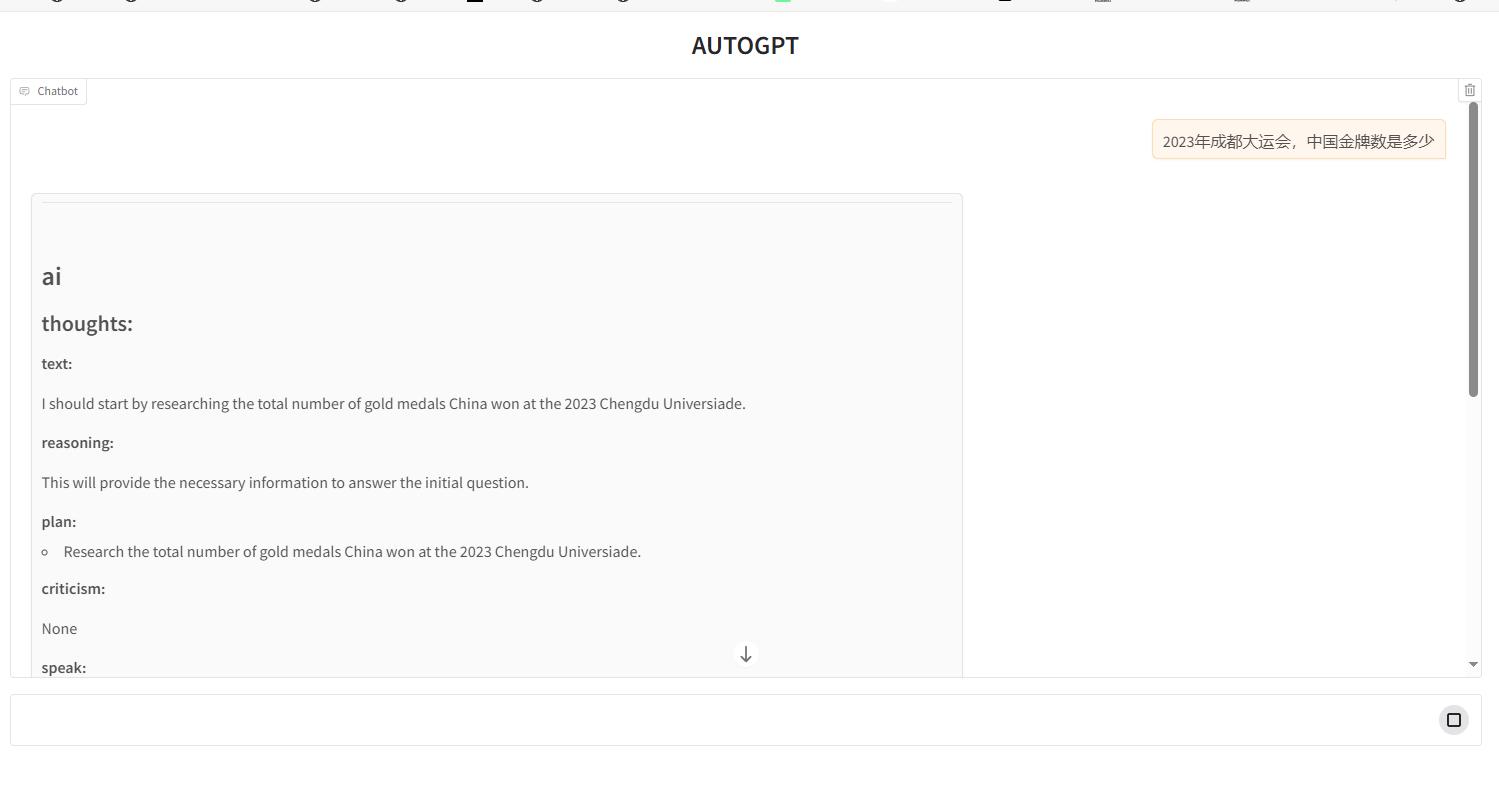 AUTOGPT
Chatbot
2023年成都大运会，中国金牌数是多少
ai
thoughts:
text:
I should start by researching the total number of gold medals China won at the 2023 Chengdu Universiade.
reasoning:
This will provide the necessary information to answer the initial question.
plan:
Research the total number of gold medals China won at the 2023 Chengdu Universiade.
criticism:
None
speak: